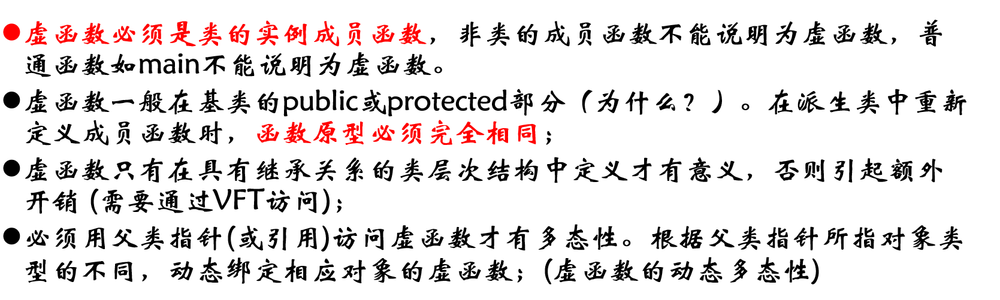 ●虚函数必须是类的实例成员函数，非类的成员函数不能说明为虚函数，普
通函数如main不能说明为虚函数。
●虚函数一般在基类的public或protected部分（为什么？）。在派生类中重新
定义成员函数时，函数原型必须完全相同；
●虚函数只有在具有继承关系的类层次结构中定义才有意义，否则引起额外
开销 (需要通过VFT访问)；
●必须用父类指针(或引用)访问虚函数才有多态性。根据父类指针所指对象类
型的不同，动态绑定相应对象的虚函数；(虚函数的动态多态性)